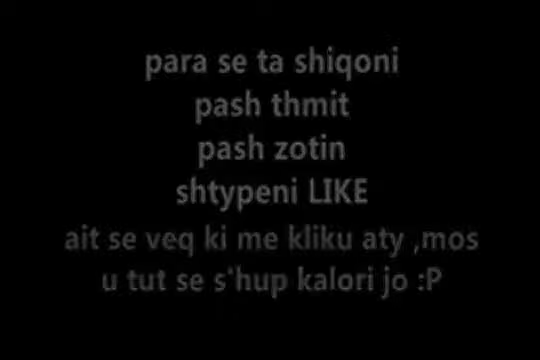 para se ta shiqoni
pash thmit
pash zotin
shtypeni LIKE
ait se veq ki me kliku aty ,mos
u tut se s'hup kalori jo :P